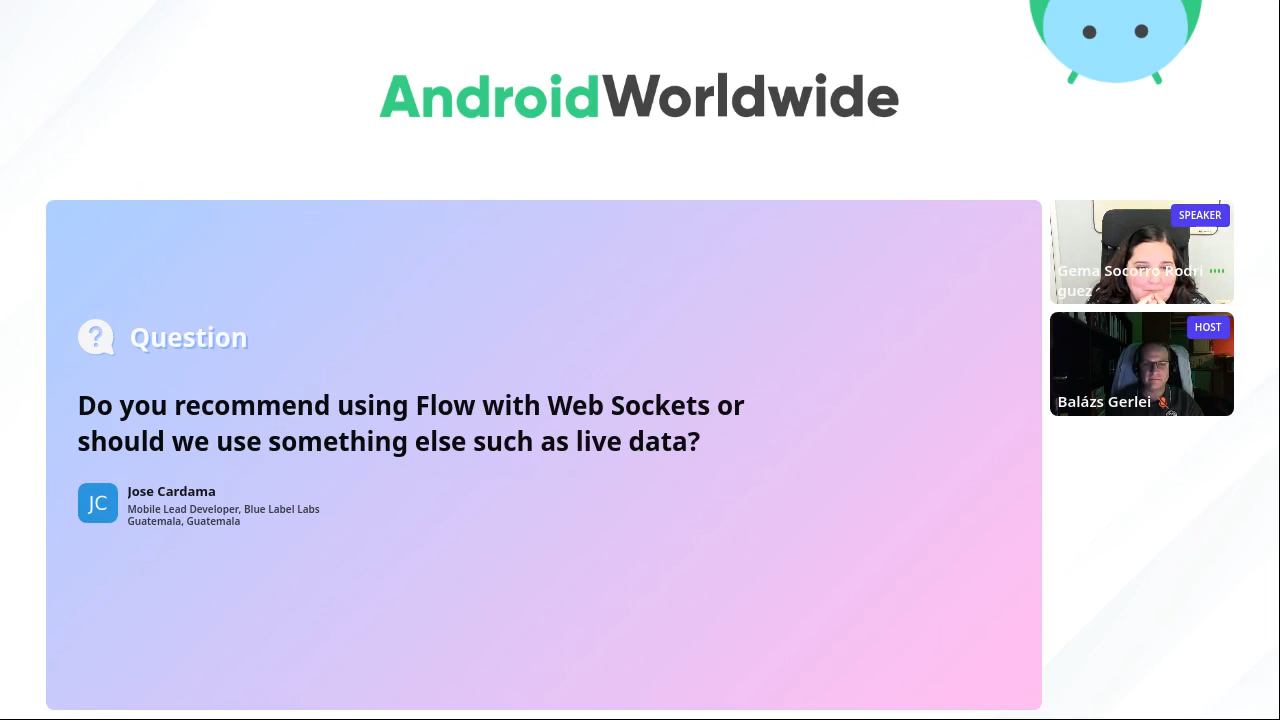 AndroidWorldwide
SPEAKER
Gema Socorro Rodri
guez
HOST
Balázs Gerlei
Question
Do you recommend using Flow with Web Sockets or
should we use something else such as live data?
JC
Jose Cardama
Mobile Lead Developer, Blue Label Labs
Guatemala, Guatemala